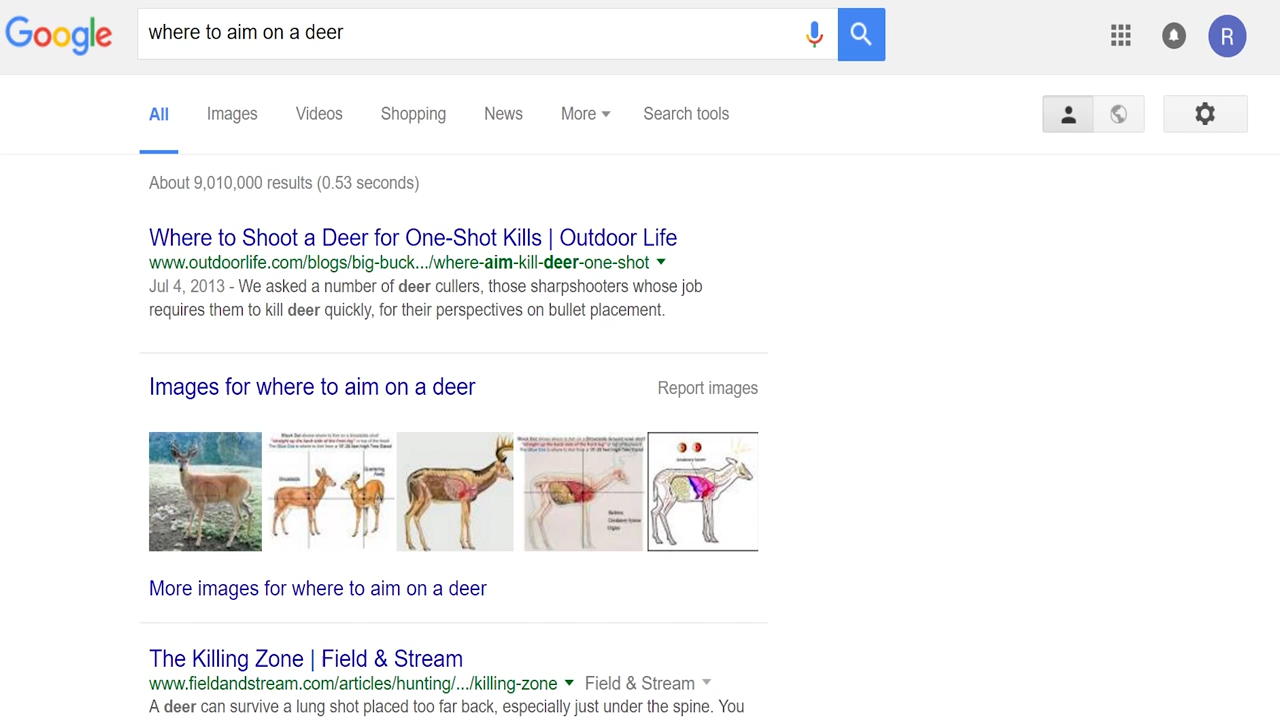 Google
where to aim on a deer
R
All Images Videos Shopping News More Search tools
About 9,010,000 results (0.53 seconds)
Where to Shoot a Deer for One-Shot Kills | Outdoor Life
www.outdoorlife.com/blogs/big-buck.../where-aim-kill-deer-one-shot
Jul 4, 2013 - We asked a number of deer cullers, those sharpshooters whose job
requires them to kill deer quickly, for their perspectives on bullet placement.
Images for where to aim on a deer Report images
More images for where to aim on a deer
The Killing Zone | Field & Stream
www.fieldandstream.com/articles/hunting/.../killing-zone Field & Stream
A deer can survive a lung shot placed too far back, especially just under the spine. You